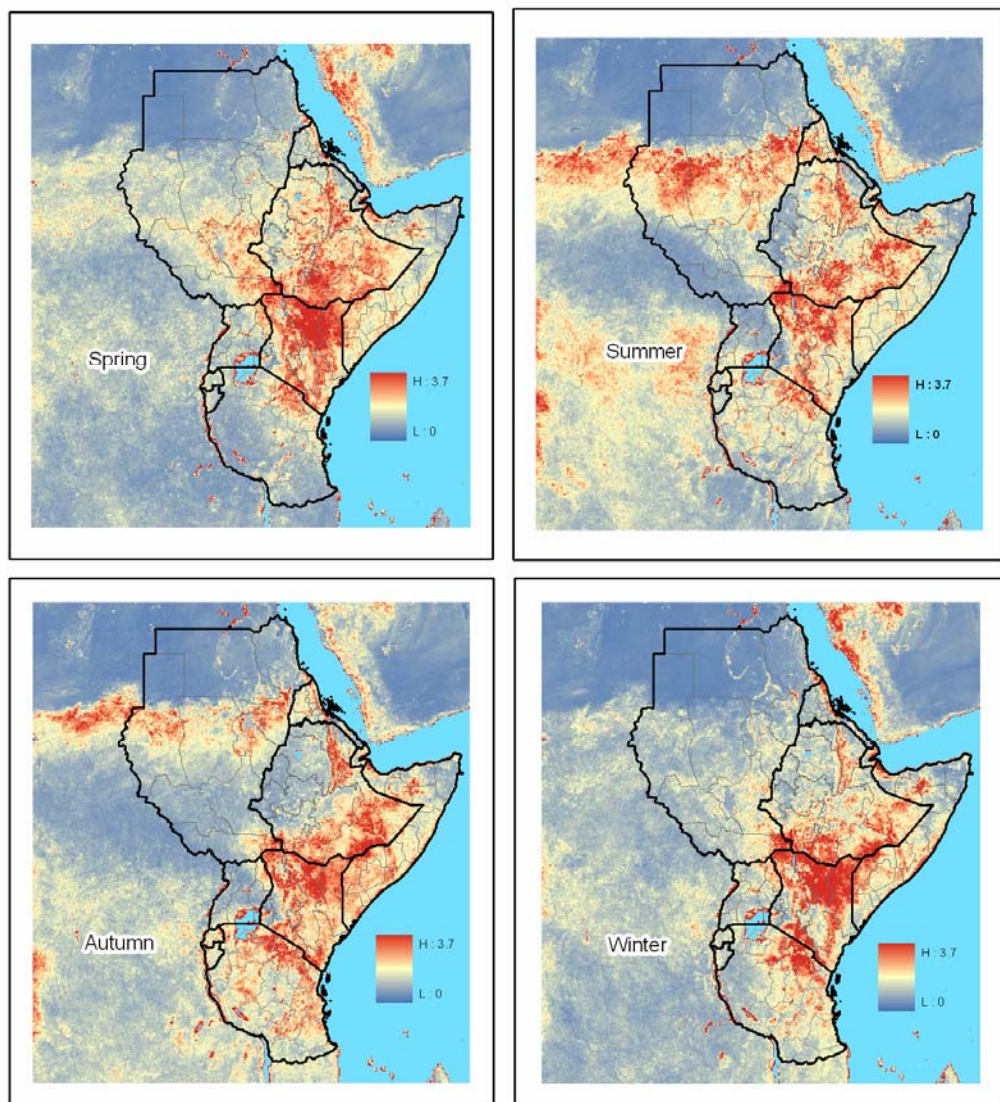 Spring
H : 3.7
L : 0
Summer
H : 3.7
L : 0
Autumn
H : 3.7
L : 0
Winter
H : 3.7
L : 0